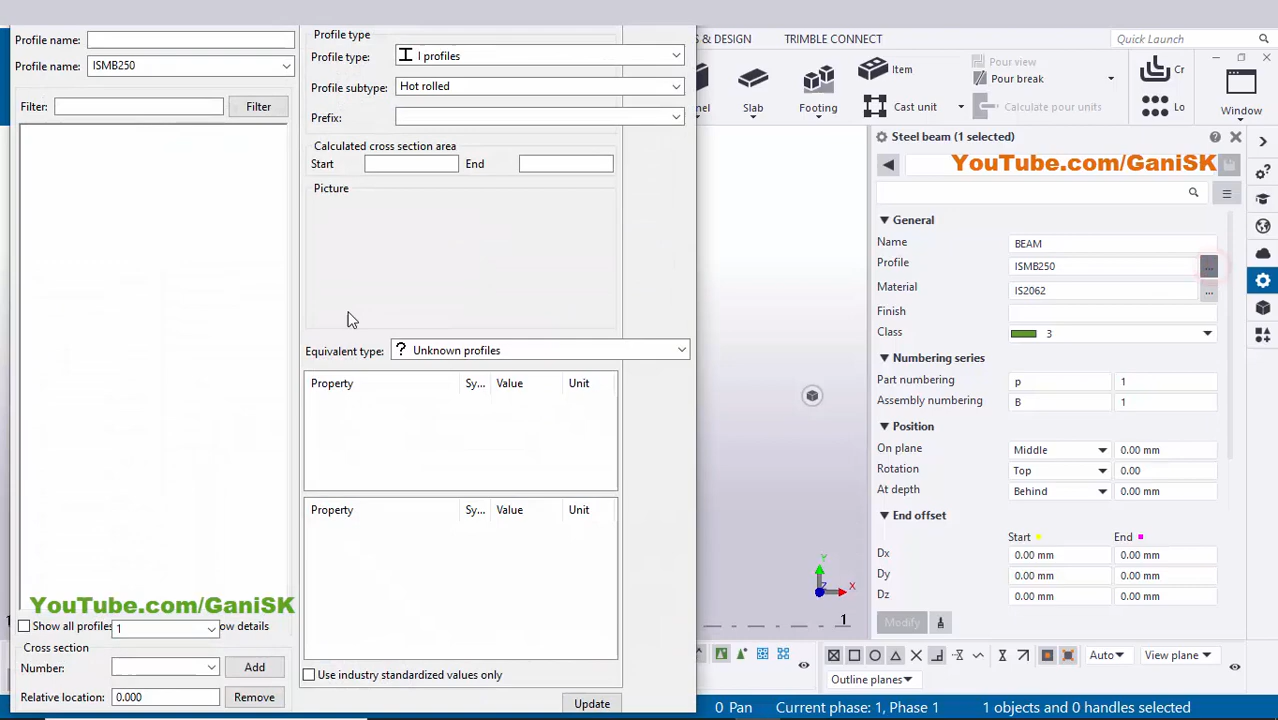 Profile name:
Profile name: ISMB250
Filter: Filter
YouTube.com/GaniSK
Show all profiles 1 ow details
Cross section
Number: Add
Relative location: 0.000 Remove
Profile type
Profile type: I profiles
Profile subtype: Hot rolled
Prefix:
Calculated cross section area
Start End
Picture
Equivalent type: ? Unknown profiles
Property Sy... Value Unit
Property Sy... Value Unit
Use industry standardized values only
Update
S & DESIGN TRIMBLE CONNECT Quick Launch
nel Slab Footing Item Cast unit Pour view Pour break Calculate pour units Cr Lo Window
Steel beam (1 selected)
YouTube.com/GaniSK
General
Name BEAM
Profile ISMB250 ...
Material IS2062 ...
Finish
Class 3
Numbering series
Part numbering p 1
Assembly numbering B 1
Position
On plane Middle 0.00 mm
Rotation Top 0.00
At depth Behind 0.00 mm
End offset
Start End
Dx 0.00 mm 0.00 mm
Dy 0.00 mm 0.00 mm
Dz 0.00 mm 0.00 mm
Modify
Y
X
Z
1
Auto View plane
Outline planes
0 Pan Current phase: 1, Phase 1 1 objects and 0 handles selected